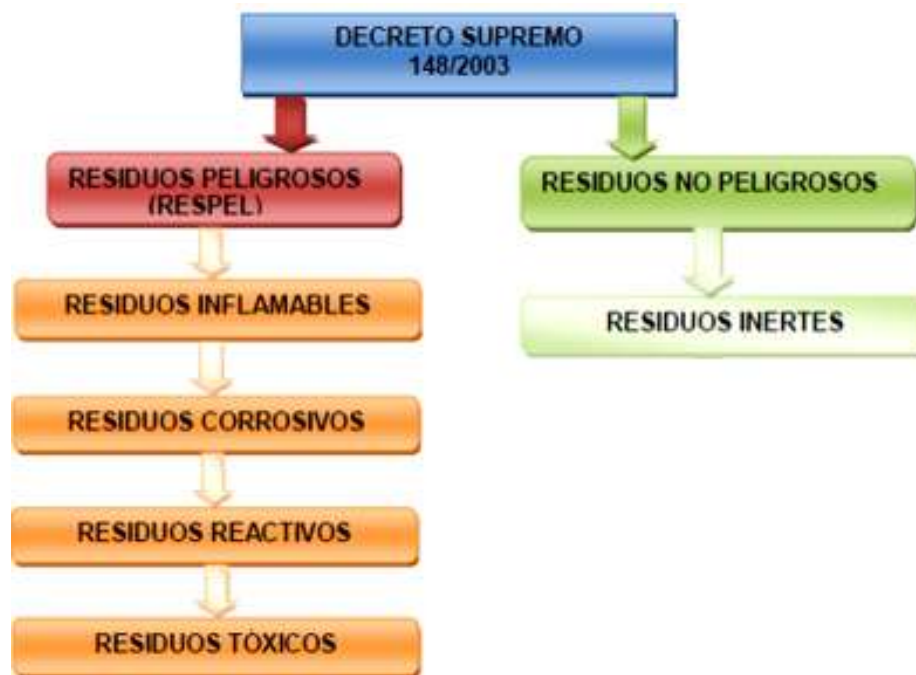 DECRETO SUPREMO
148/2003
RESIDUOS PELIGROSOS
(RESPEL)
RESIDUOS NO PELIGROSOS
RESIDUOS INFLAMABLES
RESIDUOS INERTES
RESIDUOS CORROSIVOS
RESIDUOS REACTIVOS
RESIDUOS TÓXICOS